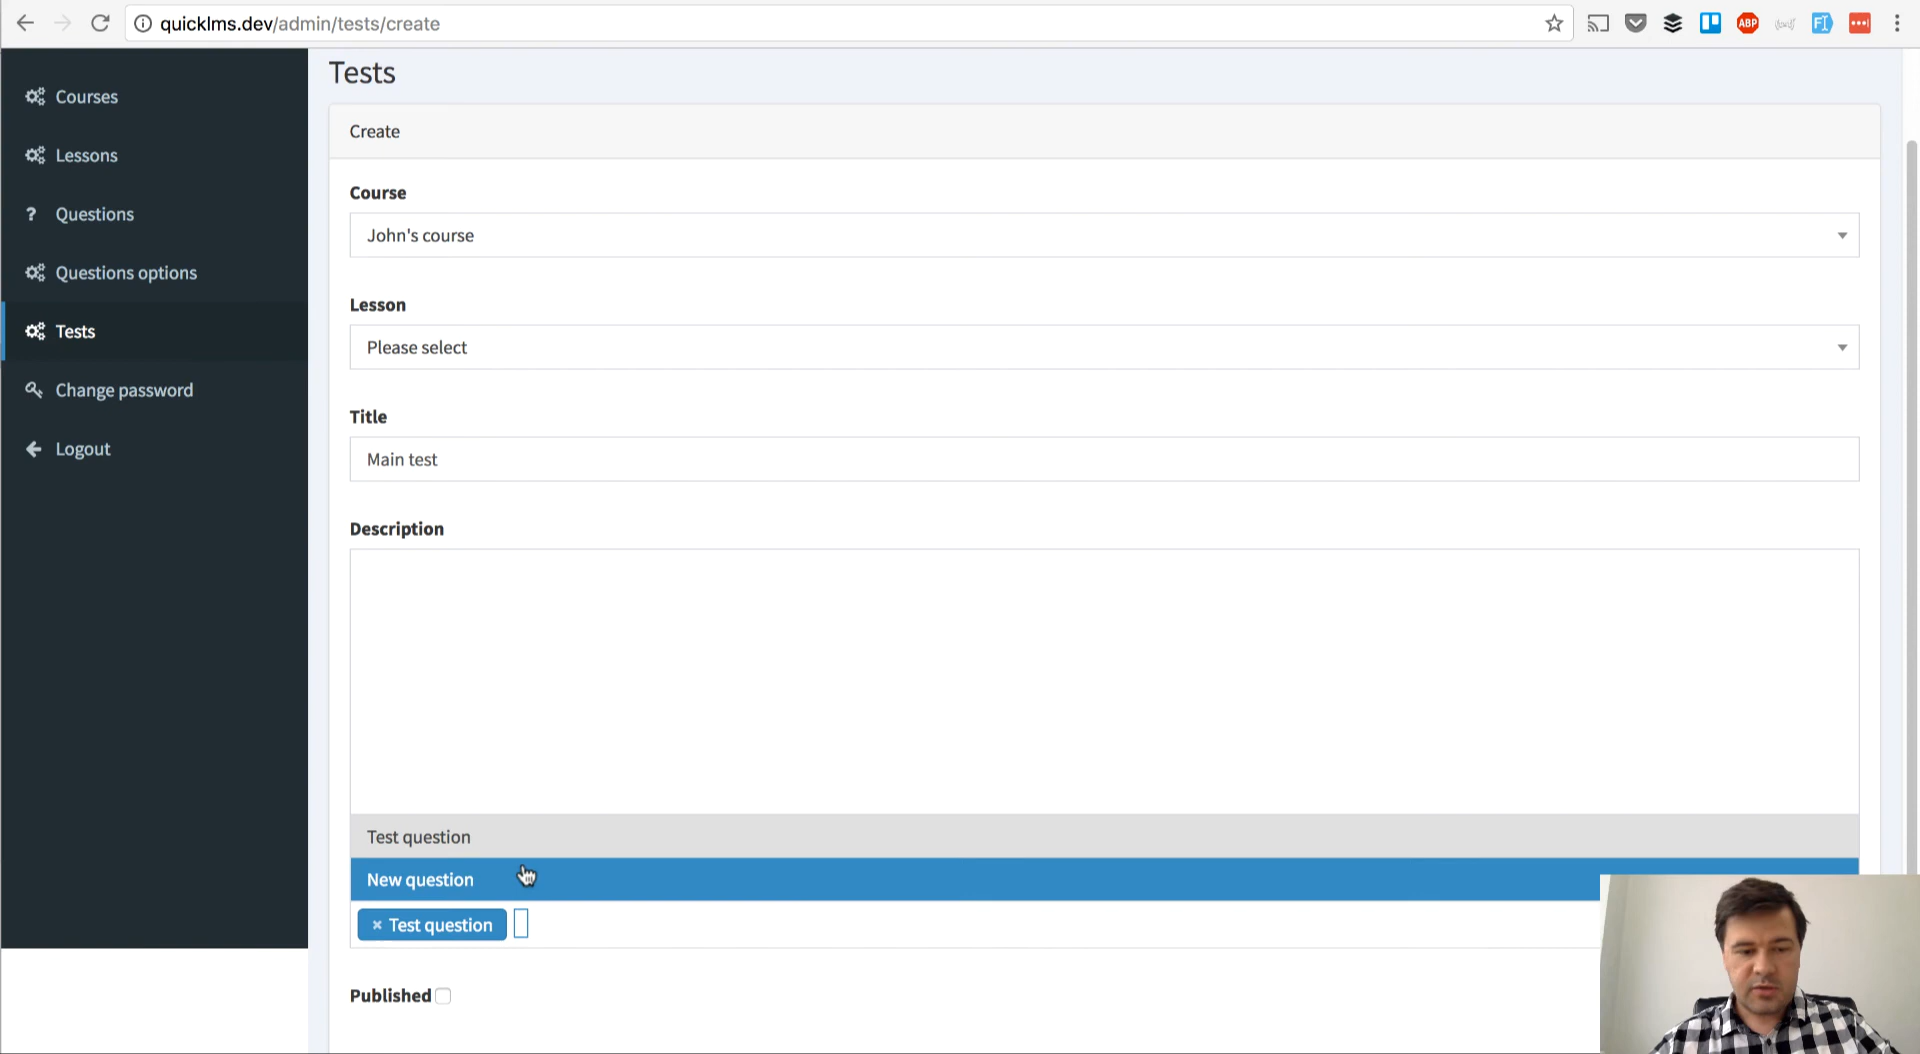 quicklms.dev/admin/tests/create
ABP
Courses
Lessons
Questions
Questions options
Tests
Change password
Logout
Tests
Create
Course
John's course
Lesson
Please select
Title
Main test
Description
Test question
New question
× Test question
Published